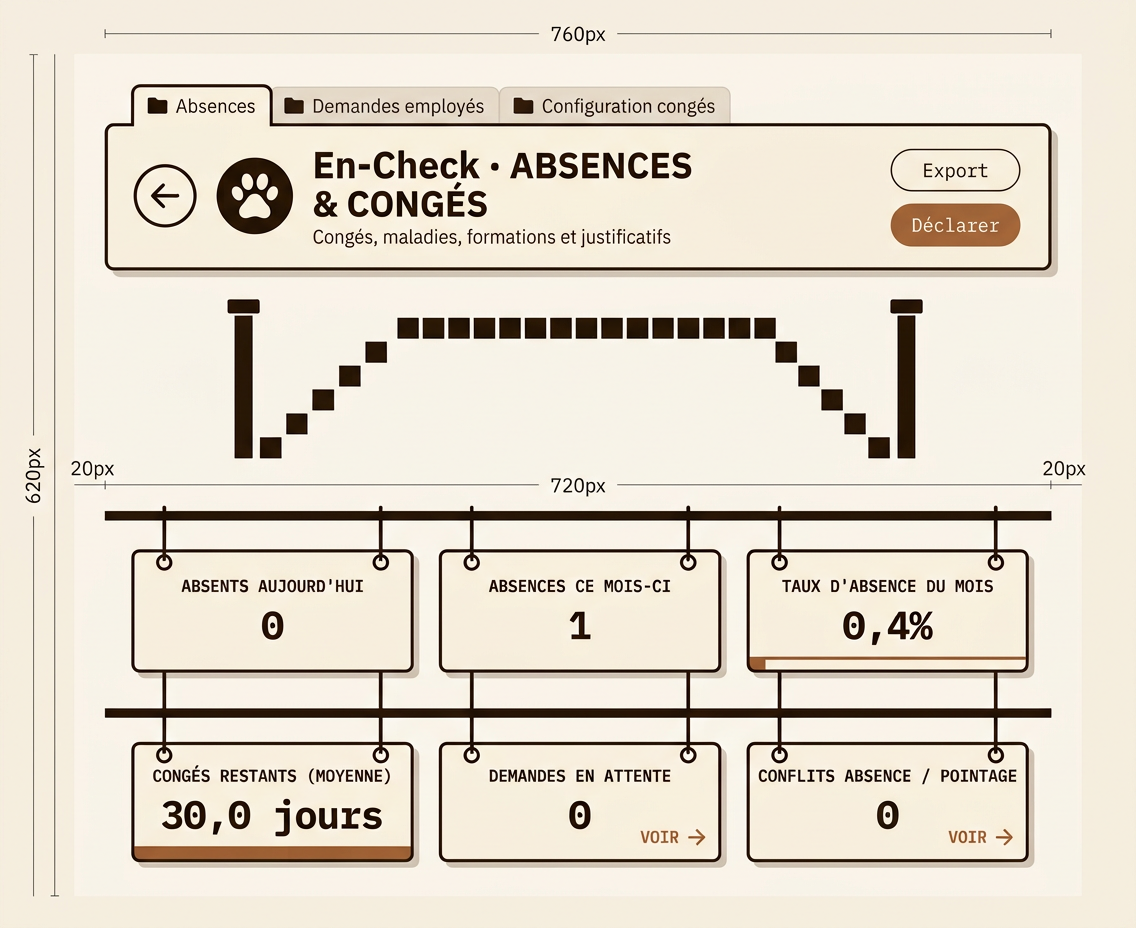 760px
Absences
Demandes employés
Configuration congés
En-Check · ABSENCES
& CONGÉS
Congés, maladies, formations et justificatifs
Export
Déclarer
620px
20px
720px
20px
ABSENTS AUJOURD'HUI
0
ABSENCES CE MOIS-CI
1
TAUX D'ABSENCE DU MOIS
0,4%
CONGÉS RESTANTS (MOYENNE)
30,0 jours
DEMANDES EN ATTENTE
0
VOIR →
CONFLITS ABSENCE / POINTAGE
0
VOIR →